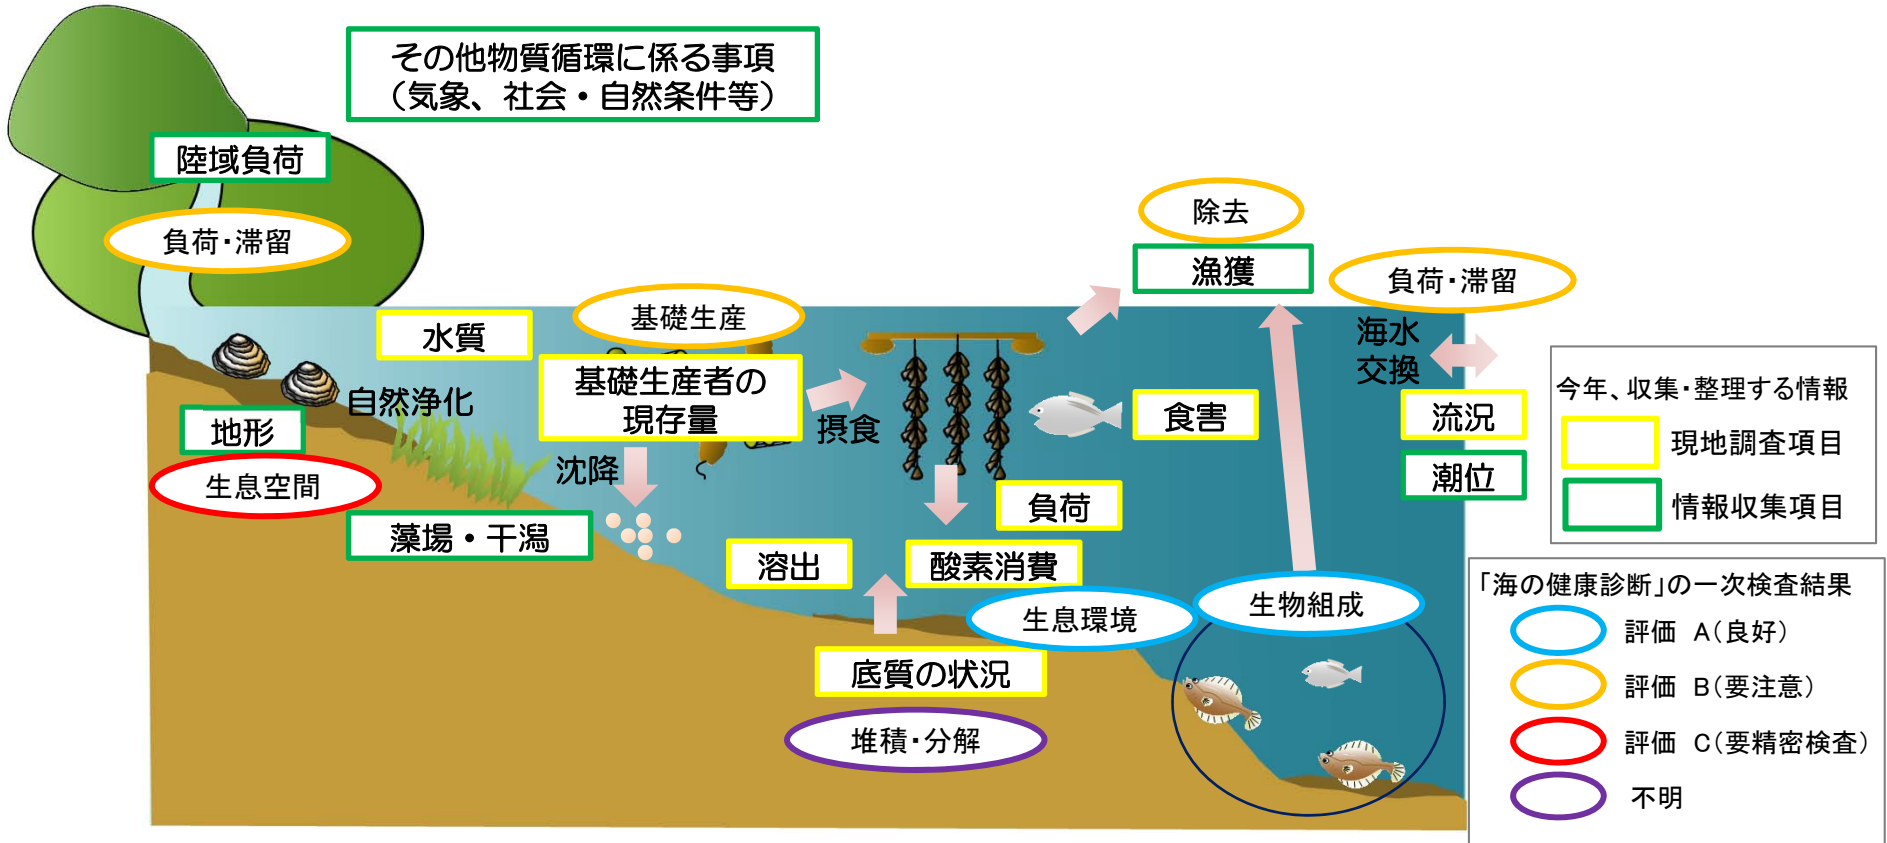 その他物質循環に係る事項
（気象、社会・自然条件等）
陸域負荷
負荷・滞留
除去
漁獲
負荷・滞留
基礎生産
水質
海水
交換
基礎生産者の
現存量
摂食
自然浄化
食害
流況
地形
潮位
生息空間
沈降
負荷
藻場・干潟
溶出
酸素消費
生息環境
生物組成
底質の状況
堆積・分解
今年、収集・整理する情報
現地調査項目
情報収集項目
「海の健康診断」の一次検査結果
評価 A（良好）
評価 B（要注意）
評価 C（要精密検査）
不明